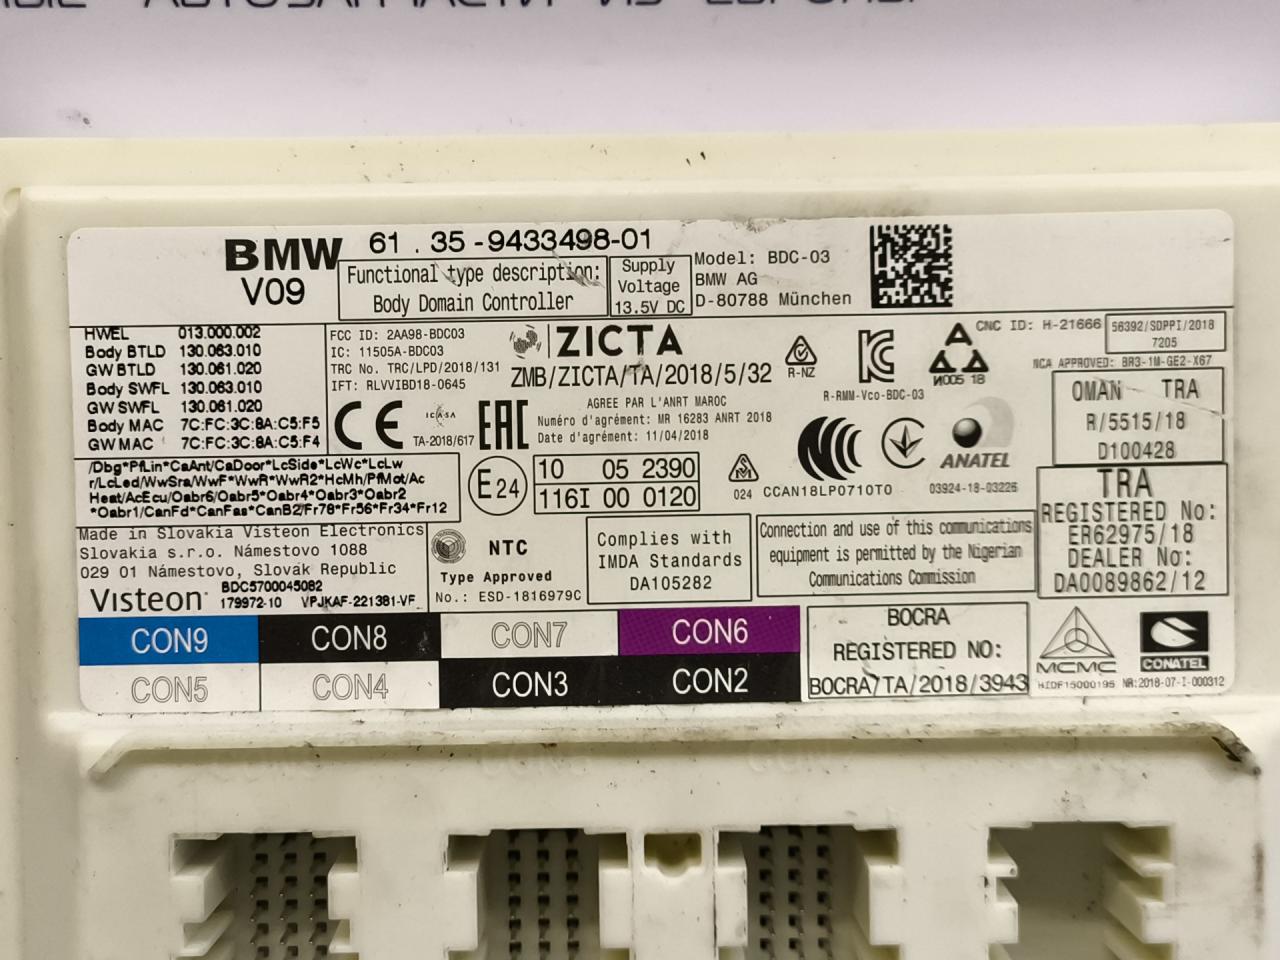 АВТОЗАПЧАСТИ ИЗ ЕВРОПЫ.
BMW
V09
61.35-9433498-01
Functional type description:
Body Domain Controller
Supply
Voltage
13.5V DC
Model: BDC-03
BMW AG
D-80788 München
HWEL 013.000.002
Body BTLD 130.063.010
GW BTLD 130.061.020
Body SWFL 130.063.010
GW SWFL 130.061.020
Body MAC 7C:FC:3C:8A:C5:F5
GW MAC 7C:FC:3C:8A:C5:F4
FCC ID: 2AA98-BDC03
IC: 11505A-BDC03
TRC No. TRC/LPD/2018/131
IFT: RLVVIBD18-0645
ZICTA
ZMB/ZICTA/TA/2018/5/32
R-NZ
R-RMM-Vco-BDC-03
И005 18
CNC ID: H-21666
56392/SDPPI/2018
7205
NCA APPROVED: BR3-1M-GE2-X67
CE
ICASA
TA-2018/617
EAC
AGREE PAR L'ANRT MAROC
Numéro d'agrément: MR 16283 ANRT 2018
Date d'agrément: 11/04/2018
OMAN TRA
R/5515/18
D100428
ANATEL
03924-18-03226
/Dbg*PfLin*CaAnt/CaDoor*LcSide*LcWc*LcLw
r/LcLed/WwSra/WwF*WwR*WwR2*HcMh/PfMot/Ac
Heat/AcEcu/Oabr6/Oabr5*Oabr4*Oabr3*Oabr2
*Oabr1/CanFd*CanFas*CanB2/Fr78*Fr56*Fr34*Fr12
E24
10 05 2390
116I 00 0120
024
CCAN18LP0710T0
TRA
REGISTERED No:
ER62975/18
DEALER No:
DA0089862/12
Made in Slovakia Visteon Electronics
Slovakia s.r.o. Námestovo 1088
029 01 Námestovo, Slovák Republic
BDC5700045082
Visteon 179972-10 VPJKAF-221381-VF
NTC
Type Approved
No.: ESD-1816979C
Complies with
IMDA Standards
DA105282
Connection and use of this communications
equipment is permitted by the Nigerian
Communications Commission
CON9 CON8 CON7 CON6
CON5 CON4 CON3 CON2
BOCRA
REGISTERED NO:
BOCRA/TA/2018/3943
MCMC
HIDF15000195
CONATEL
NR:2018-07-I-000312